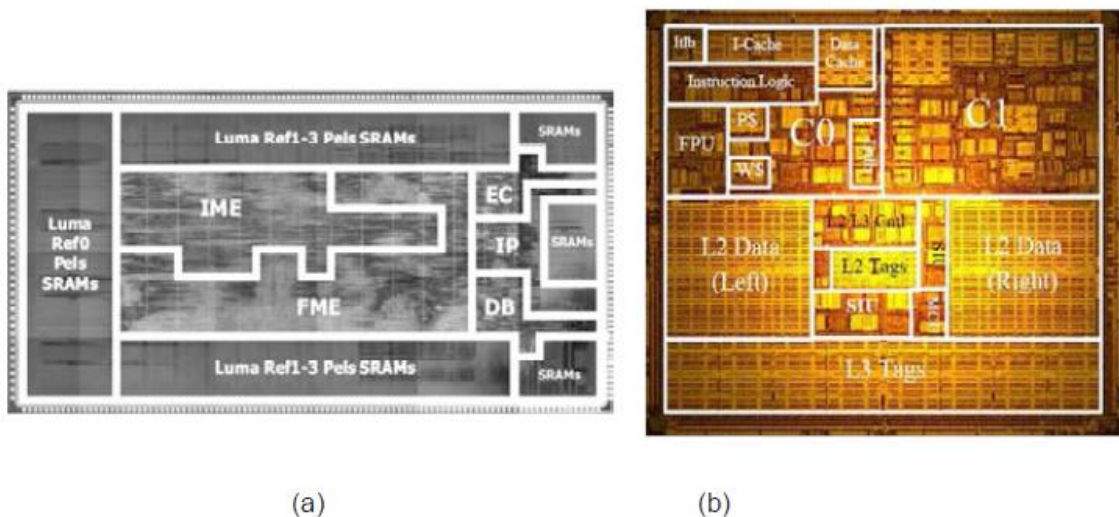 Luma Ref1-3 Pels SRAMs
SRAMs
IME
EC
Luma
Ref0
Pels
SRAMs
IP
SRAMs
FME
DB
Luma Ref1-3 Pels SRAMs
SRAMs
(a)
Itlb
I-Cache
Data
Cache
Instruction Logic
PS
C0
C1
FPU
WS
L2 Data
(Left)
L2 L3 Cntl
L2 Tags
L2 Data
(Right)
SIU
MCU
L3 Tags
(b)